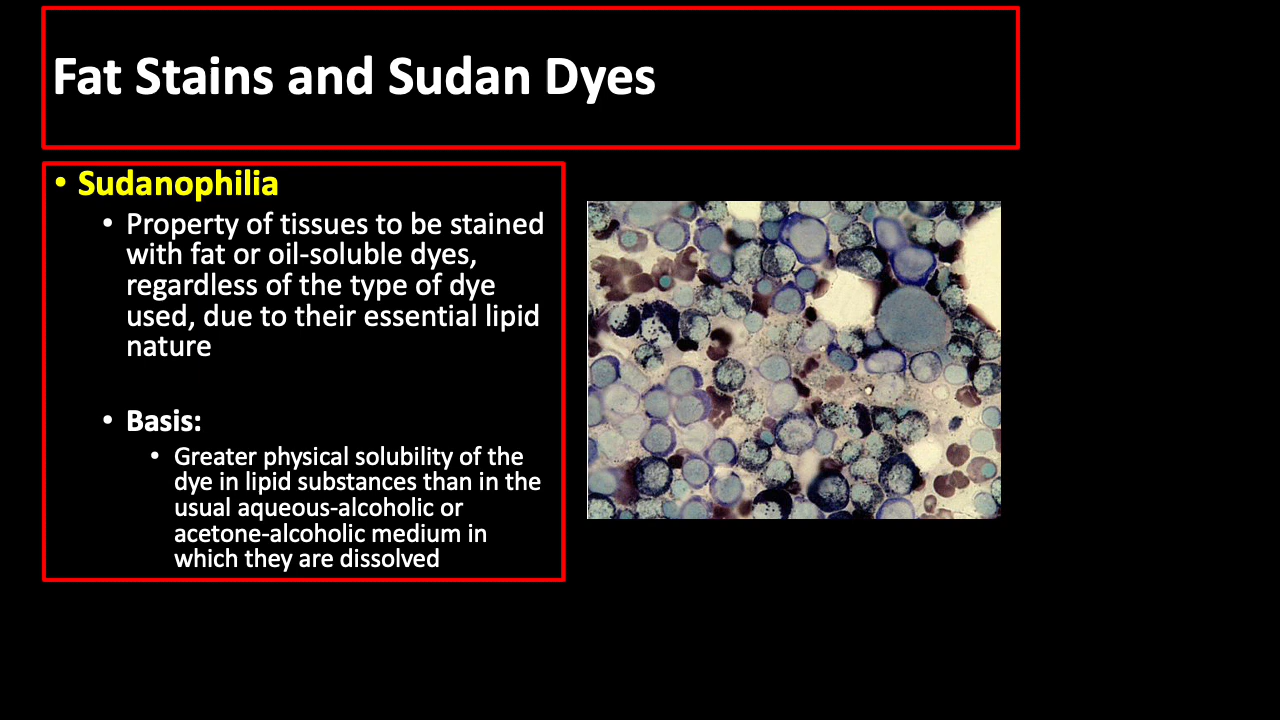 Fat Stains and Sudan Dyes
• Sudanophilia
• Property of tissues to be stained
with fat or oil-soluble dyes,
regardless of the type of dye
used, due to their essential lipid
nature
• Basis:
• Greater physical solubility of the
dye in lipid substances than in the
usual aqueous-alcoholic or
acetone-alcoholic medium in
which they are dissolved